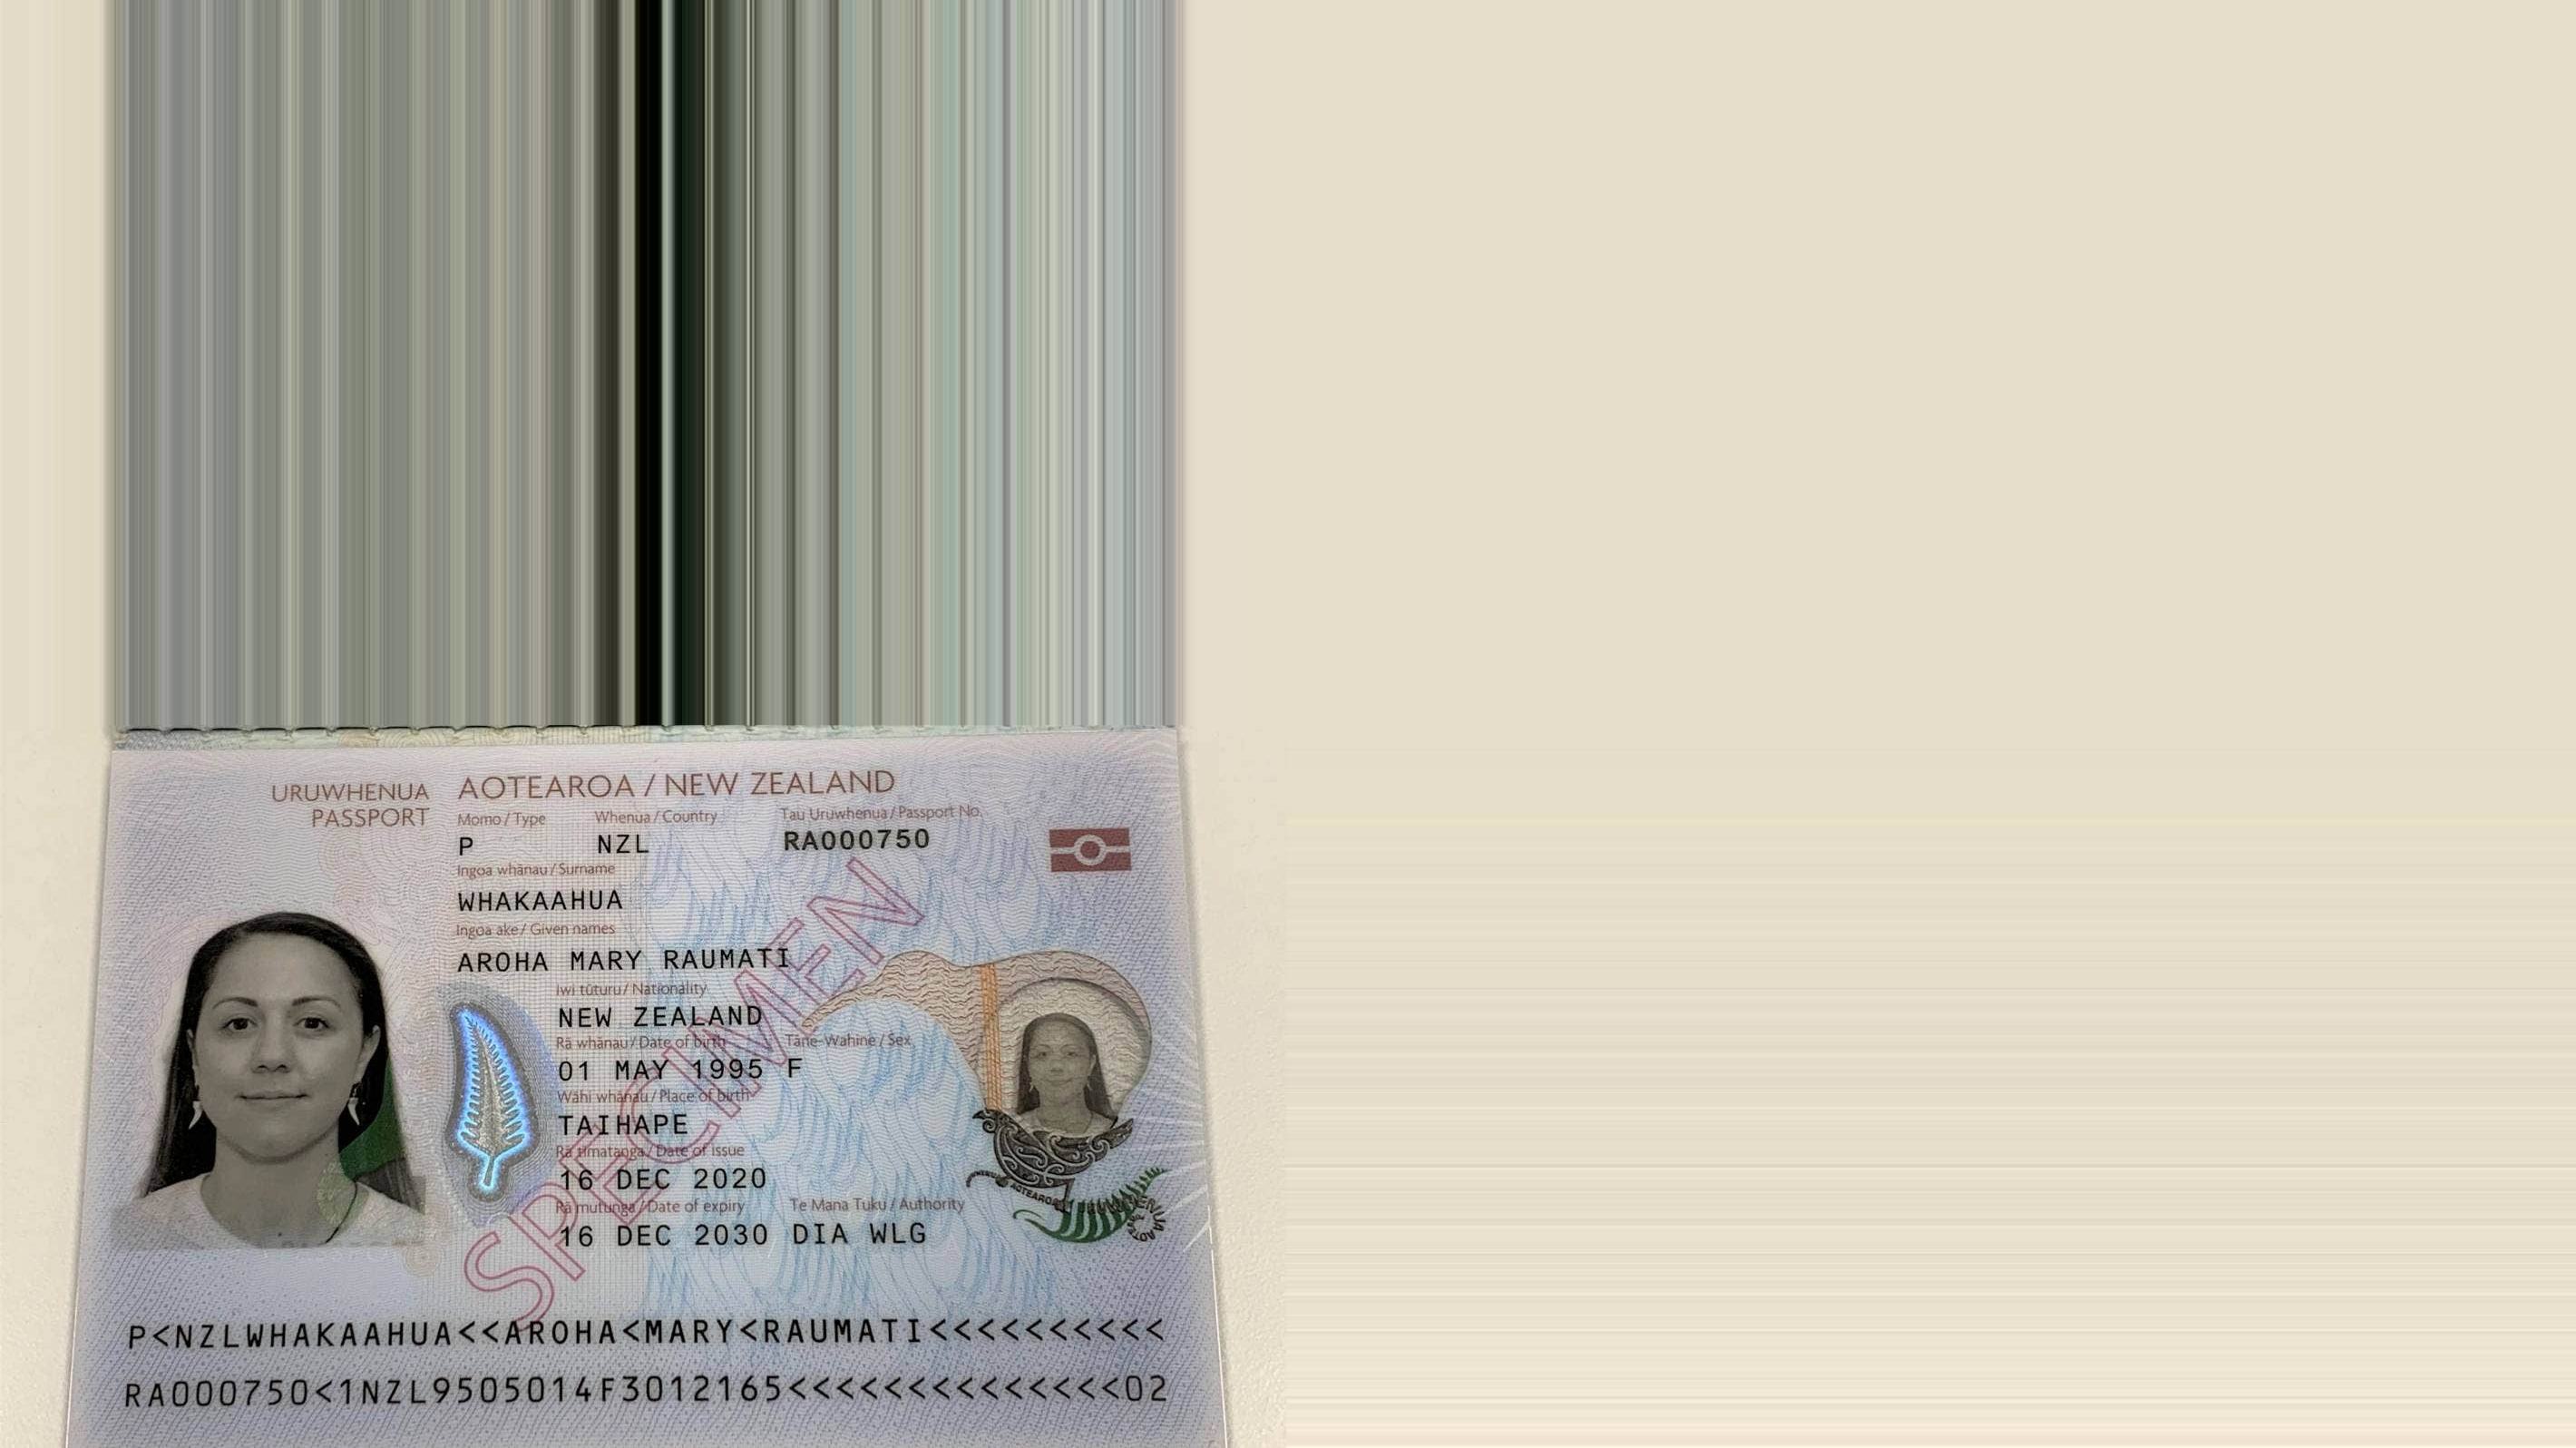 URUWHENUA
PASSPORT
AOTEAROA / NEW ZEALAND
Momo / Type Whenua / Country Tau Uruwhenua / Passport No.
P NZL RA000750
Ingoa whānau / Surname
WHAKAAHUA
Ingoa ake / Given names
AROHA MARY RAUMATI
Iwi tūturu / Nationality
NEW ZEALAND
Rā whānau / Date of birth Tāne-Wahine / Sex
01 MAY 1995 F
Wāhi whānau / Place of birth
TAIHAPE
Rā tīmatanga / Date of issue
16 DEC 2020
Rā mutunga / Date of expiry Te Mana Tuku / Authority
16 DEC 2030 DIA WLG
SPECIMEN
AOTEAROA
P<NZLWHAKAAHUA<<AROHA<MARY<RAUMATI<<<<<<<<<<
RA000750<1NZL9505014F3012165<<<<<<<<<<<<<<02